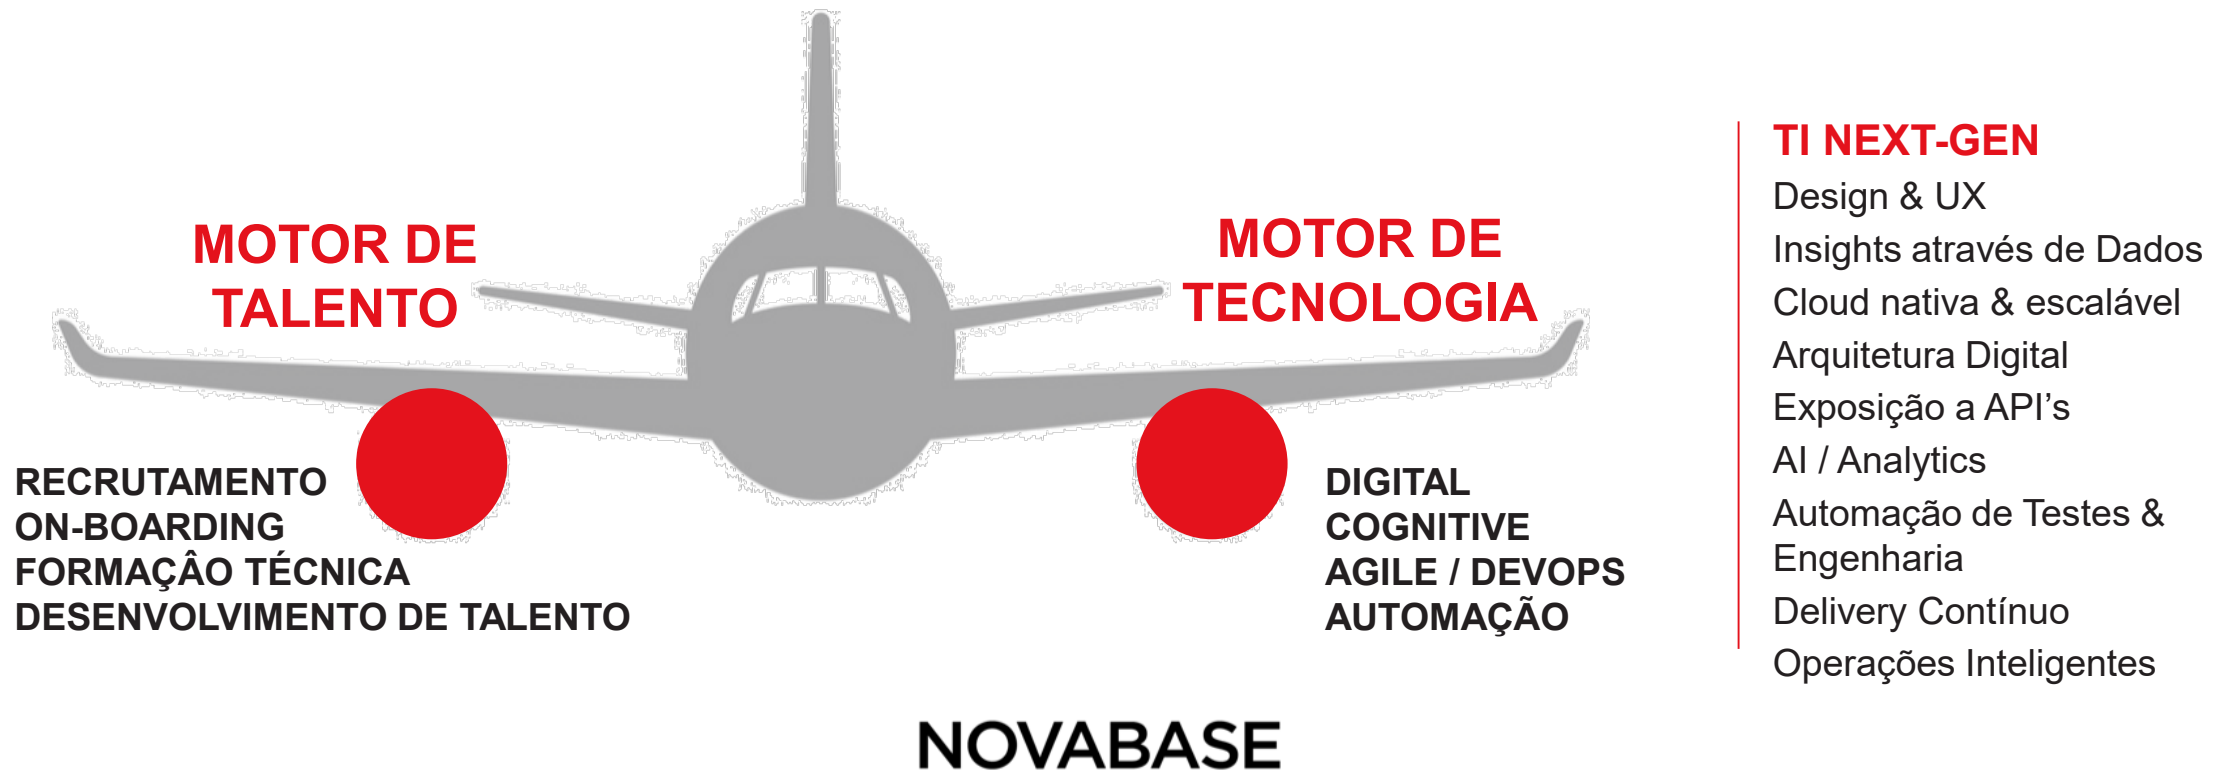 MOTOR DE
TALENTO
RECRUTAMENTO
ON-BOARDING
FORMAÇÂO TÉCNICA
DESENVOLVIMENTO DE TALENTO
MOTOR DE
TECNOLOGIA
DIGITAL
COGNITIVE
AGILE / DEVOPS
AUTOMAÇÃO
TI NEXT-GEN
Design & UX
Insights através de Dados
Cloud nativa & escalável
Arquitetura Digital
Exposição a API’s
AI / Analytics
Automação de Testes &
Engenharia
Delivery Contínuo
Operações Inteligentes
NOVABASE